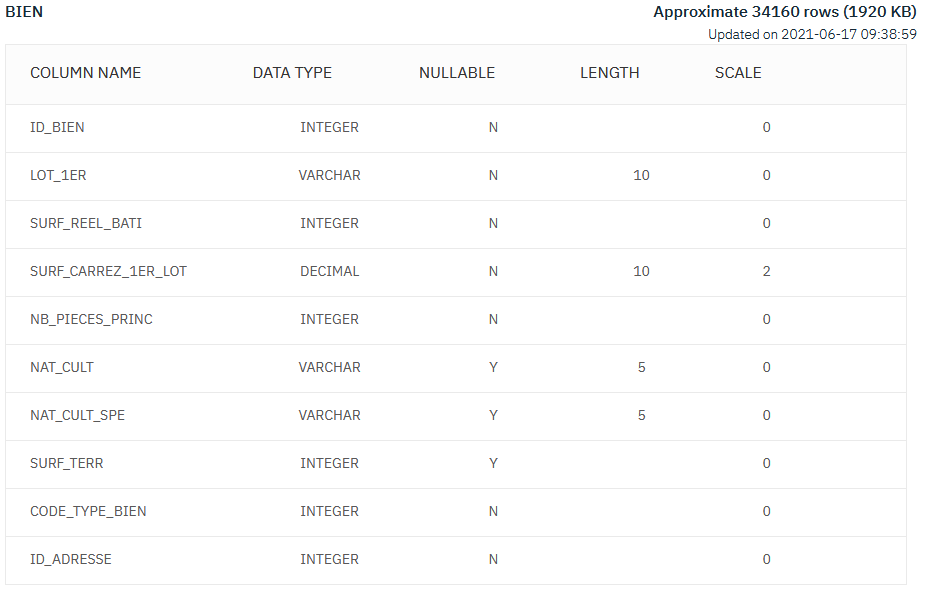 BIEN Approximate 34160 rows (1920 KB)
Updated on 2021-06-17 09:38:59
COLUMN NAME DATA TYPE NULLABLE LENGTH SCALE
ID_BIEN INTEGER N 0
LOT_1ER VARCHAR N 10 0
SURF_REEL_BATI INTEGER N 0
SURF_CARREZ_1ER_LOT DECIMAL N 10 2
NB_PIECES_PRINC INTEGER N 0
NAT_CULT VARCHAR Y 5 0
NAT_CULT_SPE VARCHAR Y 5 0
SURF_TERR INTEGER Y 0
CODE_TYPE_BIEN INTEGER N 0
ID_ADRESSE INTEGER N 0